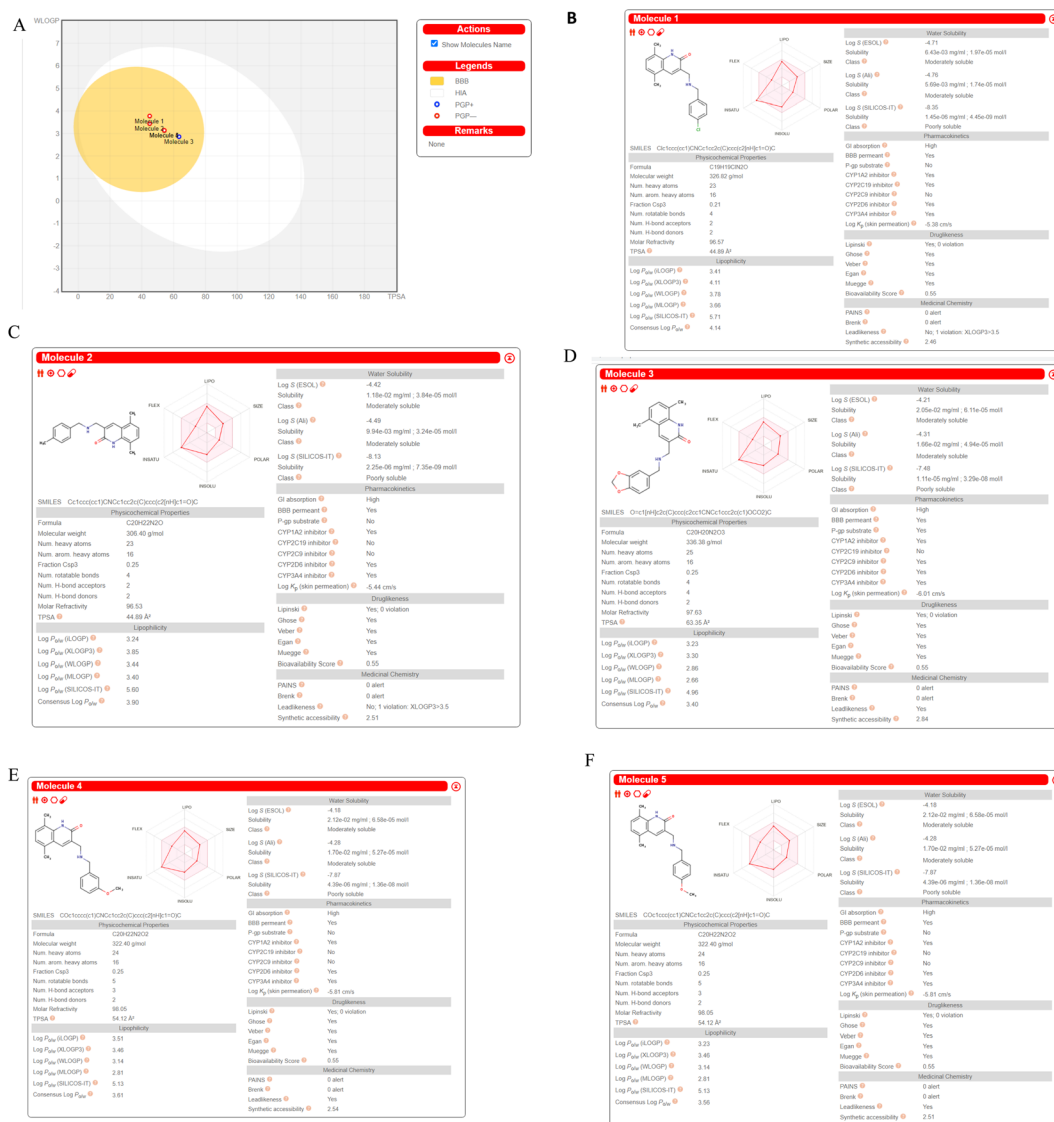 A
WLOGP
7
6
5
4
3
2
1
0
-1
-2
-3
-4
0
20
40
60
80
100
120
140
160
180
TPSA
Molecule 1
Molecule 2
Molecule 3
Actions
Show Molecules Name
Legends
BBB
HIA
PGP+
PGP—
Remarks
None
B
Molecule 1
LIPO
SIZE
POLAR
INSOLU
INSATU
FLEX
SMILES Clc1ccc(cc1)CNCc1cc2c(C)ccc(c2[nH]c1=O)C
Physicochemical Properties
Formula C19H19ClN2O
Molecular weight 326.82 g/mol
Num. heavy atoms 23
Num. arom. heavy atoms 16
Fraction Csp3 0.21
Num. rotatable bonds 4
Num. H-bond acceptors 2
Num. H-bond donors 2
Molar Refractivity 96.57
TPSA 44.89 Å²
Lipophilicity
Log Po/w (iLOGP) 3.41
Log Po/w (XLOGP3) 4.11
Log Po/w (WLOGP) 3.78
Log Po/w (MLOGP) 3.66
Log Po/w (SILICOS-IT) 5.71
Consensus Log Po/w 4.14
Water Solubility
Log S (ESOL) -4.71
Solubility 6.43e-03 mg/ml ; 1.97e-05 mol/l
Class Moderately soluble
Log S (Ali) -4.76
Solubility 5.69e-03 mg/ml ; 1.74e-05 mol/l
Class Moderately soluble
Log S (SILICOS-IT) -8.35
Solubility 1.45e-06 mg/ml ; 4.45e-09 mol/l
Class Poorly soluble
Pharmacokinetics
GI absorption High
BBB permeant Yes
P-gp substrate No
CYP1A2 inhibitor Yes
CYP2C19 inhibitor Yes
CYP2C9 inhibitor No
CYP2D6 inhibitor Yes
CYP3A4 inhibitor Yes
Log Kp (skin permeation) -5.38 cm/s
Druglikeness
Lipinski Yes; 0 violation
Ghose Yes
Veber Yes
Egan Yes
Muegge Yes
Bioavailability Score 0.55
Medicinal Chemistry
PAINS 0 alert
Brenk 0 alert
Leadlikeness No; 1 violation: XLOGP3>3.5
Synthetic accessibility 2.46
C
Molecule 2
LIPO
SIZE
POLAR
INSOLU
INSATU
FLEX
SMILES Cc1ccc(cc1)CNCc1cc2c(C)ccc(c2[nH]c1=O)C
Physicochemical Properties
Formula C20H22N2O
Molecular weight 306.40 g/mol
Num. heavy atoms 23
Num. arom. heavy atoms 16
Fraction Csp3 0.25
Num. rotatable bonds 4
Num. H-bond acceptors 2
Num. H-bond donors 2
Molar Refractivity 96.53
TPSA 44.89 Å²
Lipophilicity
Log Po/w (iLOGP) 3.24
Log Po/w (XLOGP3) 3.85
Log Po/w (WLOGP) 3.44
Log Po/w (MLOGP) 3.40
Log Po/w (SILICOS-IT) 5.60
Consensus Log Po/w 3.90
Water Solubility
Log S (ESOL) -4.42
Solubility 1.18e-02 mg/ml ; 3.84e-05 mol/l
Class Moderately soluble
Log S (Ali) -4.49
Solubility 9.94e-03 mg/ml ; 3.24e-05 mol/l
Class Moderately soluble
Log S (SILICOS-IT) -8.13
Solubility 2.25e-06 mg/ml ; 7.35e-09 mol/l
Class Poorly soluble
Pharmacokinetics
GI absorption High
BBB permeant Yes
P-gp substrate No
CYP1A2 inhibitor Yes
CYP2C19 inhibitor No
CYP2C9 inhibitor No
CYP2D6 inhibitor Yes
CYP3A4 inhibitor Yes
Log Kp (skin permeation) -5.44 cm/s
Druglikeness
Lipinski Yes; 0 violation
Ghose Yes
Veber Yes
Egan Yes
Muegge Yes
Bioavailability Score 0.55
Medicinal Chemistry
PAINS 0 alert
Brenk 0 alert
Leadlikeness No; 1 violation: XLOGP3>3.5
Synthetic accessibility 2.51
D
Molecule 3
LIPO
SIZE
POLAR
INSOLU
INSATU
FLEX
SMILES O=c1[nH]c2c(C)ccc(c2cc1CNCc1ccc2c(c1)OCO2)C
Physicochemical Properties
Formula C20H20N2O3
Molecular weight 336.38 g/mol
Num. heavy atoms 25
Num. arom. heavy atoms 16
Fraction Csp3 0.25
Num. rotatable bonds 4
Num. H-bond acceptors 4
Num. H-bond donors 2
Molar Refractivity 97.63
TPSA 63.35 Å²
Lipophilicity
Log Po/w (iLOGP) 3.23
Log Po/w (XLOGP3) 3.30
Log Po/w (WLOGP) 2.86
Log Po/w (MLOGP) 2.66
Log Po/w (SILICOS-IT) 4.96
Consensus Log Po/w 3.40
Water Solubility
Log S (ESOL) -4.21
Solubility 2.05e-02 mg/ml ; 6.11e-05 mol/l
Class Moderately soluble
Log S (Ali) -4.31
Solubility 1.66e-02 mg/ml ; 4.94e-05 mol/l
Class Moderately soluble
Log S (SILICOS-IT) -7.48
Solubility 1.11e-05 mg/ml ; 3.29e-08 mol/l
Class Poorly soluble
Pharmacokinetics
GI absorption High
BBB permeant Yes
P-gp substrate Yes
CYP1A2 inhibitor Yes
CYP2C19 inhibitor No
CYP2C9 inhibitor Yes
CYP2D6 inhibitor Yes
CYP3A4 inhibitor Yes
Log Kp (skin permeation) -6.01 cm/s
Druglikeness
Lipinski Yes; 0 violation
Ghose Yes
Veber Yes
Egan Yes
Muegge Yes
Bioavailability Score 0.55
Medicinal Chemistry
PAINS 0 alert
Brenk 0 alert
Leadlikeness Yes
Synthetic accessibility 2.84
E
Molecule 4
LIPO
SIZE
POLAR
INSOLU
INSATU
FLEX
SMILES COc1cccc(c1)CNCc1cc2c(C)ccc(c2[nH]c1=O)C
Physicochemical Properties
Formula C20H22N2O2
Molecular weight 322.40 g/mol
Num. heavy atoms 24
Num. arom. heavy atoms 16
Fraction Csp3 0.25
Num. rotatable bonds 5
Num. H-bond acceptors 3
Num. H-bond donors 2
Molar Refractivity 98.05
TPSA 54.12 Å²
Lipophilicity
Log Po/w (iLOGP) 3.51
Log Po/w (XLOGP3) 3.46
Log Po/w (WLOGP) 3.14
Log Po/w (MLOGP) 2.81
Log Po/w (SILICOS-IT) 5.13
Consensus Log Po/w 3.61
Water Solubility
Log S (ESOL) -4.18
Solubility 2.12e-02 mg/ml ; 6.58e-05 mol/l
Class Moderately soluble
Log S (Ali) -4.28
Solubility 1.70e-02 mg/ml ; 5.27e-05 mol/l
Class Moderately soluble
Log S (SILICOS-IT) -7.87
Solubility 4.39e-06 mg/ml ; 1.36e-08 mol/l
Class Poorly soluble
Pharmacokinetics
GI absorption High
BBB permeant Yes
P-gp substrate No
CYP1A2 inhibitor Yes
CYP2C19 inhibitor No
CYP2C9 inhibitor No
CYP2D6 inhibitor Yes
CYP3A4 inhibitor Yes
Log Kp (skin permeation) -5.81 cm/s
Druglikeness
Lipinski Yes; 0 violation
Ghose Yes
Veber Yes
Egan Yes
Muegge Yes
Bioavailability Score 0.55
Medicinal Chemistry
PAINS 0 alert
Brenk 0 alert
Leadlikeness Yes
Synthetic accessibility 2.54
F
Molecule 5
LIPO
SIZE
POLAR
INSOLU
INSATU
FLEX
SMILES COc1ccc(cc1)CNCc1cc2c(C)ccc(c2[nH]c1=O)C
Physicochemical Properties
Formula C20H22N2O2
Molecular weight 322.40 g/mol
Num. heavy atoms 24
Num. arom. heavy atoms 16
Fraction Csp3 0.25
Num. rotatable bonds 5
Num. H-bond acceptors 3
Num. H-bond donors 2
Molar Refractivity 98.05
TPSA 54.12 Å²
Lipophilicity
Log Po/w (iLOGP) 3.23
Log Po/w (XLOGP3) 3.46
Log Po/w (WLOGP) 3.14
Log Po/w (MLOGP) 2.81
Log Po/w (SILICOS-IT) 5.13
Consensus Log Po/w 3.56
Water Solubility
Log S (ESOL) -4.18
Solubility 2.12e-02 mg/ml ; 6.58e-05 mol/l
Class Moderately soluble
Log S (Ali) -4.28
Solubility 1.70e-02 mg/ml ; 5.27e-05 mol/l
Class Moderately soluble
Log S (SILICOS-IT) -7.87
Solubility 4.39e-06 mg/ml ; 1.36e-08 mol/l
Class Poorly soluble
Pharmacokinetics
GI absorption High
BBB permeant Yes
P-gp substrate No
CYP1A2 inhibitor Yes
CYP2C19 inhibitor No
CYP2C9 inhibitor No
CYP2D6 inhibitor Yes
CYP3A4 inhibitor Yes
Log Kp (skin permeation) -5.81 cm/s
Druglikeness
Lipinski Yes; 0 violation
Ghose Yes
Veber Yes
Egan Yes
Muegge Yes
Bioavailability Score 0.55
Medicinal Chemistry
PAINS 0 alert
Brenk 0 alert
Leadlikeness Yes
Synthetic accessibility 2.51